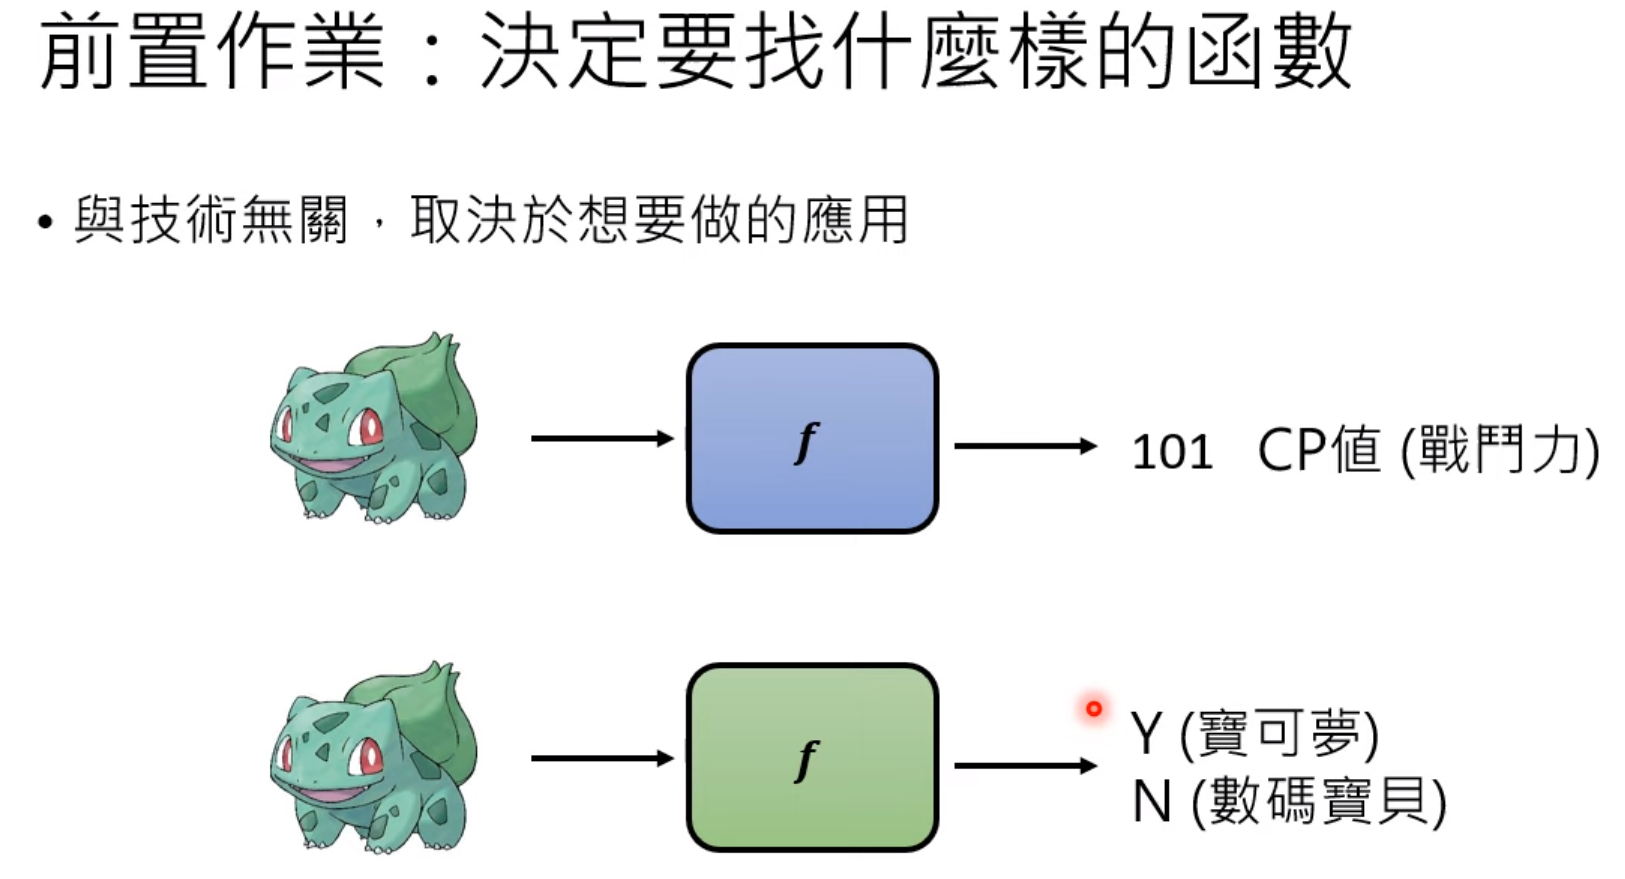 前置作業：決定要找什麼樣的函數
• 與技術無關，取決於想要做的應用
f
101 CP值 (戰鬥力)
f
Y (寶可夢)
N (數碼寶貝)